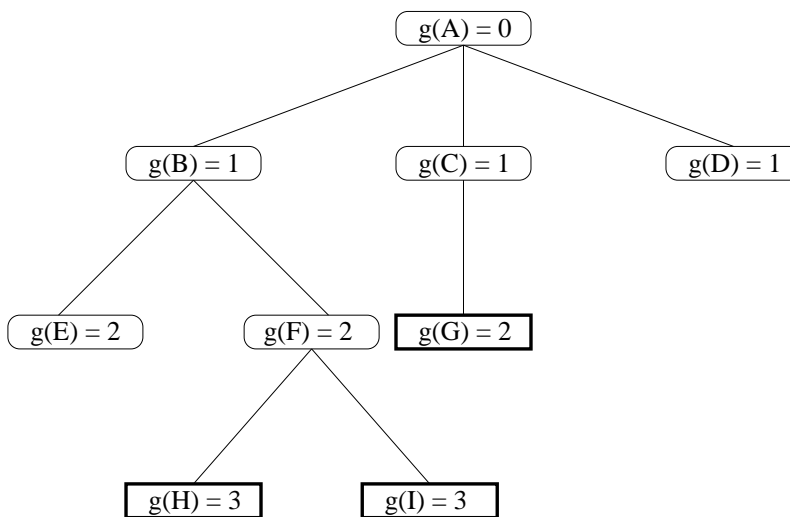 g(A) = 0
g(B) = 1
g(C) = 1
g(D) = 1
g(E) = 2
g(F) = 2
g(G) = 2
g(H) = 3
g(I) = 3